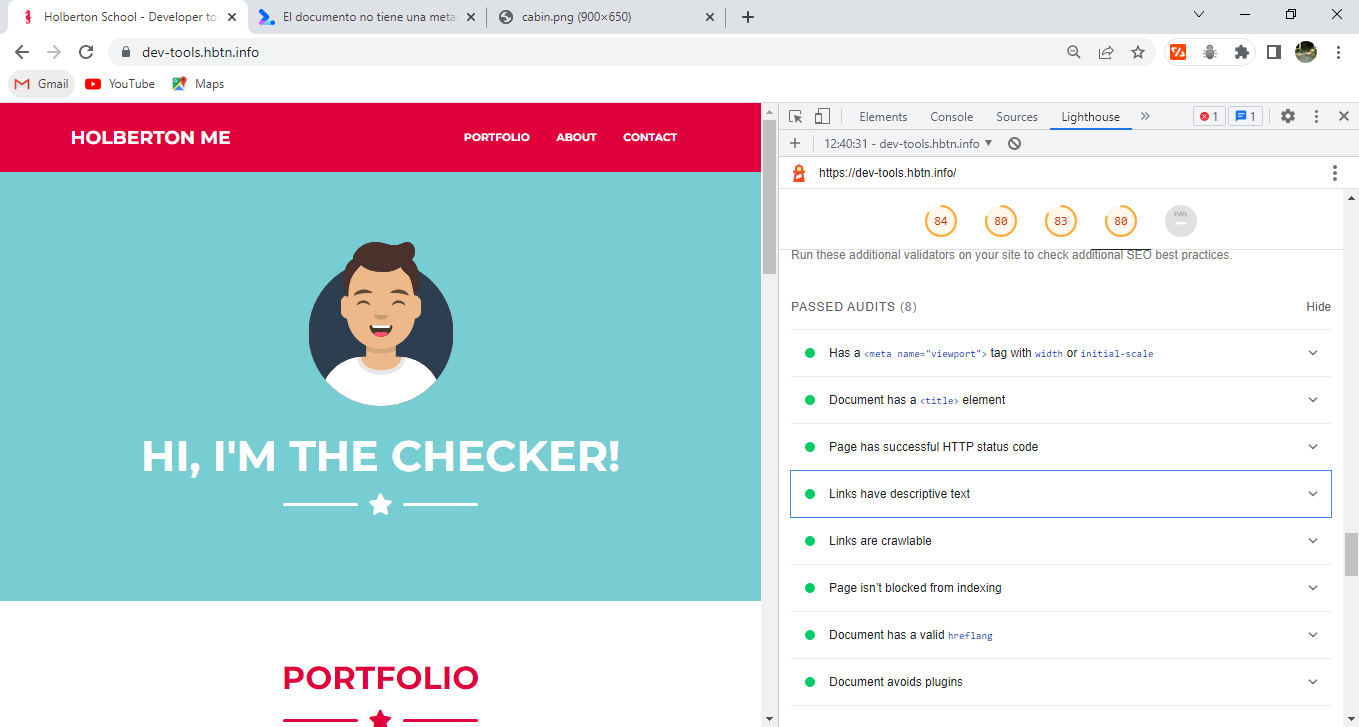 Holberton School - Developer to
El documento no tiene una meta
cabin.png (900×650)
dev-tools.hbtn.info
Gmail
YouTube
Maps
HOLBERTON ME
PORTFOLIO
ABOUT
CONTACT
HI, I'M THE CHECKER!
PORTFOLIO
Elements
Console
Sources
Lighthouse
1
1
12:40:31 - dev-tools.hbtn.info
https://dev-tools.hbtn.info/
84
80
83
80
PWA
Run these additional validators on your site to check additional SEO best practices.
PASSED AUDITS (8)
Hide
Has a <meta name="viewport"> tag with width or initial-scale
Document has a <title> element
Page has successful HTTP status code
Links have descriptive text
Links are crawlable
Page isn't blocked from indexing
Document has a valid hreflang
Document avoids plugins